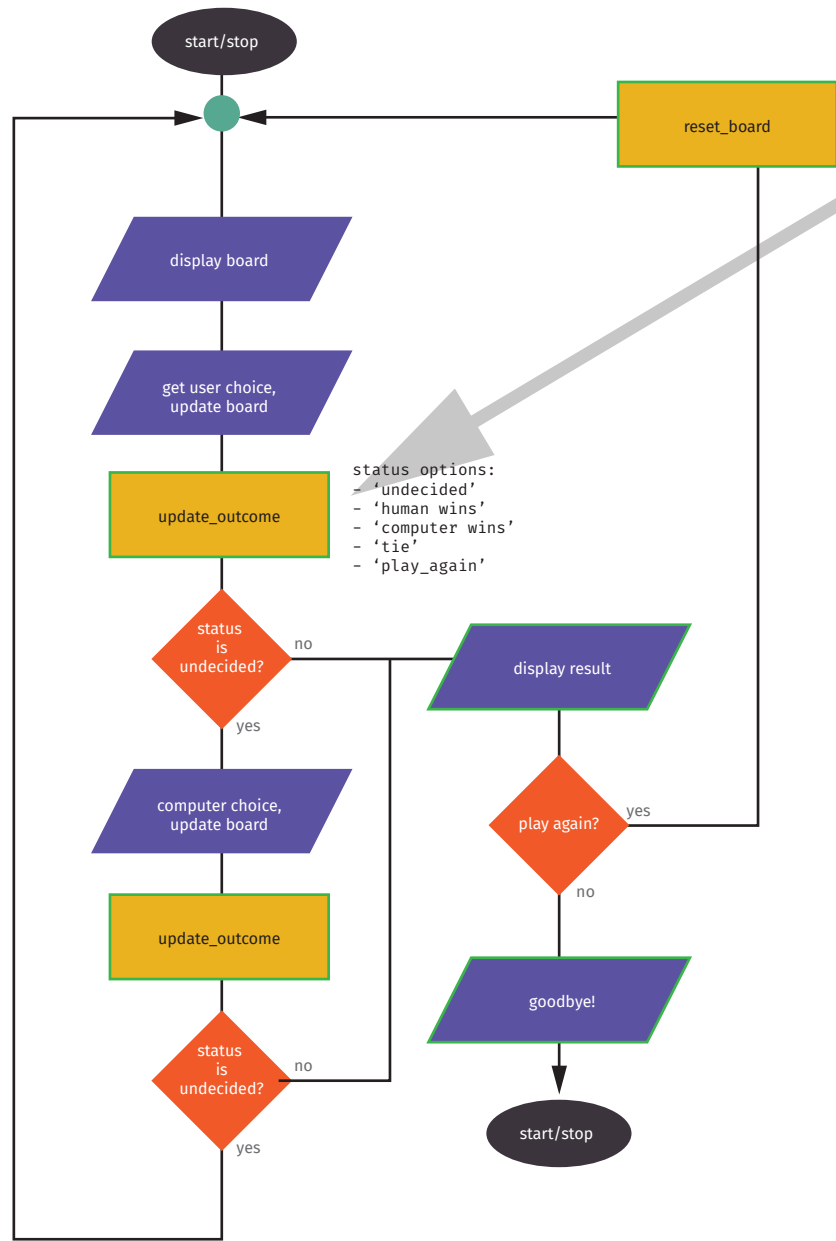 start/stop
reset_board
display board
get user choice,
update board
status options:
- ‘undecided’
- ‘human wins’
- ‘computer wins’
- ‘tie’
- ‘play_again’
update_outcome
status
is
undecided?
no
yes
display result
computer choice,
update board
play again?
yes
no
update_outcome
goodbye!
status
is
undecided?
no
yes
start/stop